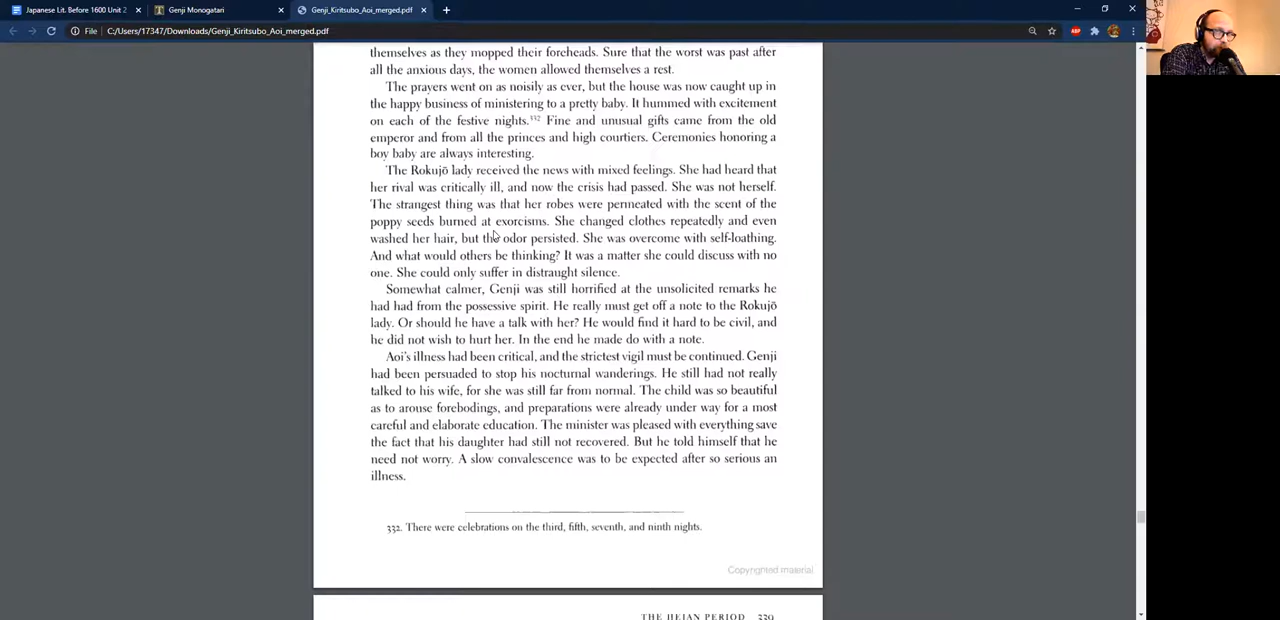 Japanese Lit. Before 1600 Unit 2
Genji Monogatari
Genji_Kiritsubo_Aoi_merged.pdf
File
C:/Users/17347/Downloads/Genji_Kiritsubo_Aoi_merged.pdf
ABP
themselves as they mopped their foreheads. Sure that the worst was past after
all the anxious days, the women allowed themselves a rest.
The prayers went on as noisily as ever, but the house was now caught up in
the happy business of ministering to a pretty baby. It hummed with excitement
on each of the festive nights.332 Fine and unusual gifts came from the old
emperor and from all the princes and high courtiers. Ceremonies honoring a
boy baby are always interesting.
The Rokujō lady received the news with mixed feelings. She had heard that
her rival was critically ill, and now the crisis had passed. She was not herself.
The strangest thing was that her robes were permeated with the scent of the
poppy seeds burned at exorcisms. She changed clothes repeatedly and even
washed her hair, but the odor persisted. She was overcome with self-loathing.
And what would others be thinking? It was a matter she could discuss with no
one. She could only suffer in distraught silence.
Somewhat calmer, Genji was still horrified at the unsolicited remarks he
had had from the possessive spirit. He really must get off a note to the Rokujō
lady. Or should he have a talk with her? He would find it hard to be civil, and
he did not wish to hurt her. In the end he made do with a note.
Aoi's illness had been critical, and the strictest vigil must be continued. Genji
had been persuaded to stop his nocturnal wanderings. He still had not really
talked to his wife, for she was still far from normal. The child was so beautiful
as to arouse forebodings, and preparations were already under way for a most
careful and elaborate education. The minister was pleased with everything save
the fact that his daughter had still not recovered. But he told himself that he
need not worry. A slow convalescence was to be expected after so serious an
illness.
332. There were celebrations on the third, fifth, seventh, and ninth nights.
Copyrighted material
THE HEIAN PERIOD 339